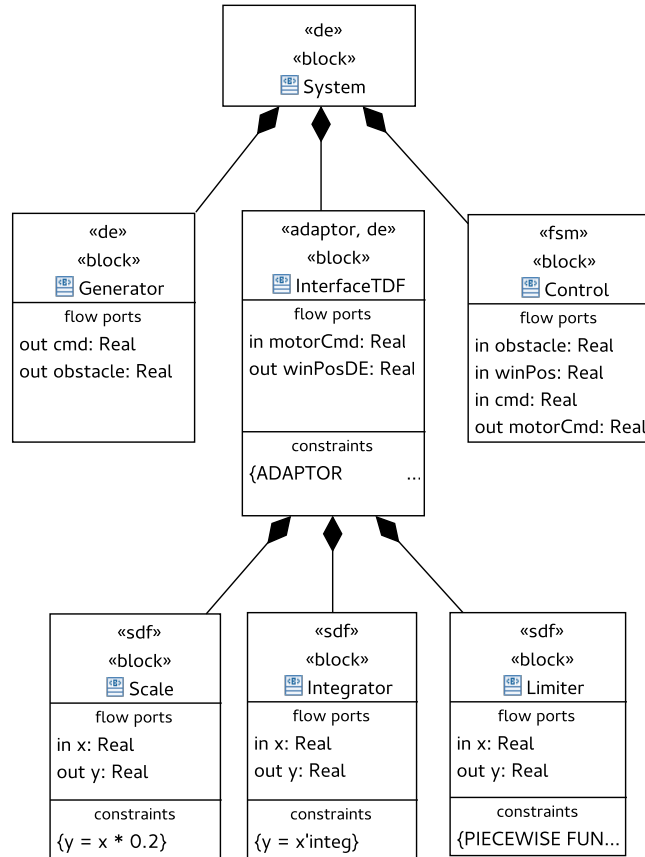 «de»
«block»
System
«de»
«block»
Generator
flow ports
out cmd: Real
out obstacle: Real
«adaptor, de»
«block»
InterfaceTDF
flow ports
in motorCmd: Real
out winPosDE: Real
constraints
{ADAPTOR ...
«fsm»
«block»
Control
flow ports
in obstacle: Real
in winPos: Real
in cmd: Real
out motorCmd: Real
«sdf»
«block»
Scale
flow ports
in x: Real
out y: Real
constraints
{y = x * 0.2}
«sdf»
«block»
Integrator
flow ports
in x: Real
out y: Real
constraints
{y = x'integ}
«sdf»
«block»
Limiter
flow ports
in x: Real
out y: Real
constraints
{PIECEWISE FUN...